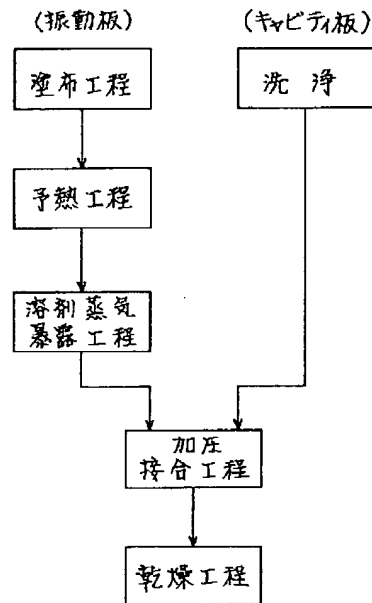 (振動板)
(キャビティ板)
塗布工程
洗浄
予熱工程
溶剤蒸気
暴露工程
加圧
接合工程
乾燥工程